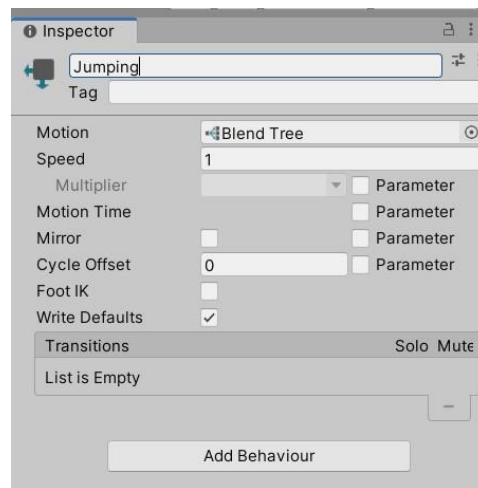 Inspector
Jumping
Tag
Motion Blend Tree
Speed 1
Multiplier Parameter
Motion Time Parameter
Mirror Parameter
Cycle Offset 0 Parameter
Foot IK
Write Defaults
Transitions Solo Mute
List is Empty
Add Behaviour